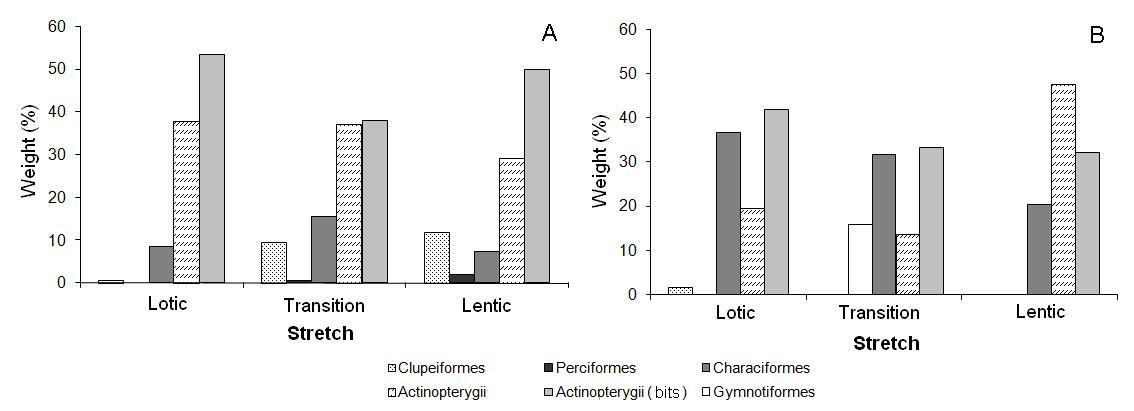 A
60
50
40
30
20
10
0
Weight (%)
Lotic
Transition
Lentic
Stretch
B
60
50
40
30
20
10
0
Weight (%)
Lotic
Transition
Lentic
Stretch
Clupeiformes
Perciformes
Characiformes
Actinopterygii
Actinopterygii (bits)
Gymnotiformes